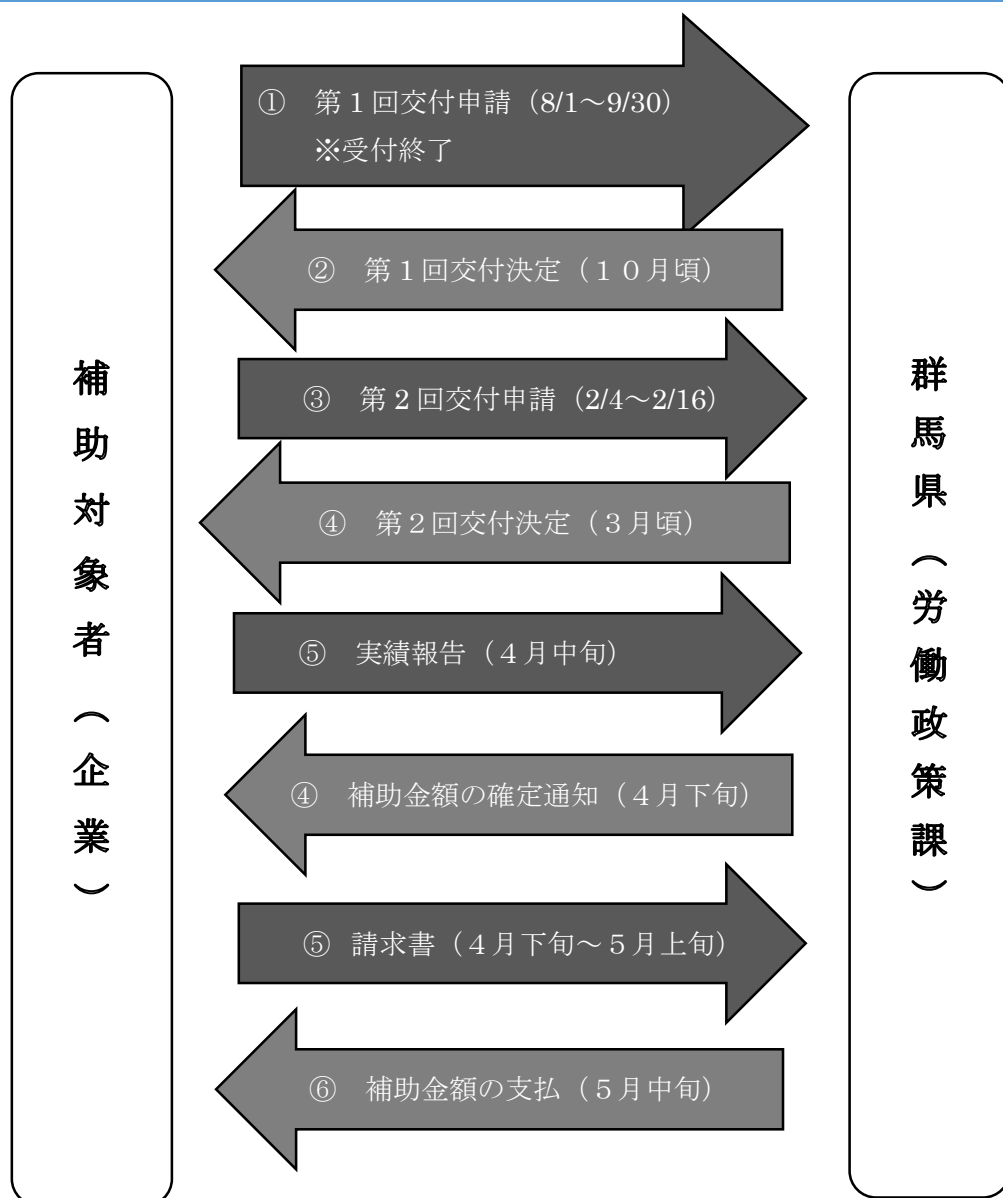 補助対象者（企業）
① 第１回交付申請（8/1～9/30）
※受付終了
② 第１回交付決定（１０月頃）
③ 第２回交付申請（2/4～2/16）
④ 第２回交付決定（３月頃）
⑤ 実績報告（４月中旬）
④ 補助金額の確定通知（４月下旬）
⑤ 請求書（４月下旬～５月上旬）
⑥ 補助金額の支払（５月中旬）
群馬県（労働政策課）